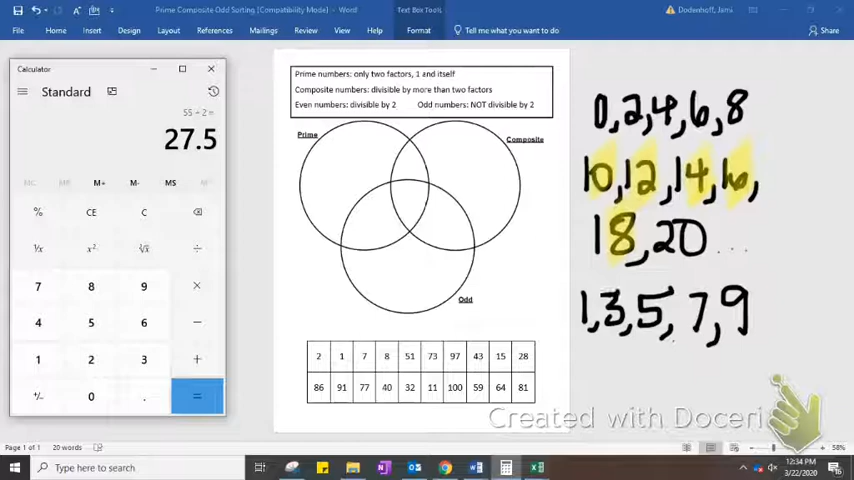 Prime Composite Odd Sorting [Compatibility Mode] - Word
Text Box Tools
Dodenhoff, Jami
File Home Insert Design Layout References Mailings Review View Help Format Tell me what you want to do Share
Calculator
Standard
55 ÷ 2 =
27.5
MC MR M+ M- MS
% CE C
¹/x x² ²√x ÷
7 8 9 ×
4 5 6 −
1 2 3 +
+/- 0 . =
Prime numbers: only two factors, 1 and itself
Composite numbers: divisible by more than two factors
Even numbers: divisible by 2 Odd numbers: NOT divisible by 2
Prime
Composite
Odd
2 1 7 8 51 73 97 43 15 28
86 91 77 40 32 11 100 59 64 81
0,2,4,6,8
10,12,14,16,
18,20...
1,3,5,7,9
Created with Doceri
Page 1 of 1 20 words
58%
Type here to search
12:34 PM
3/22/2020